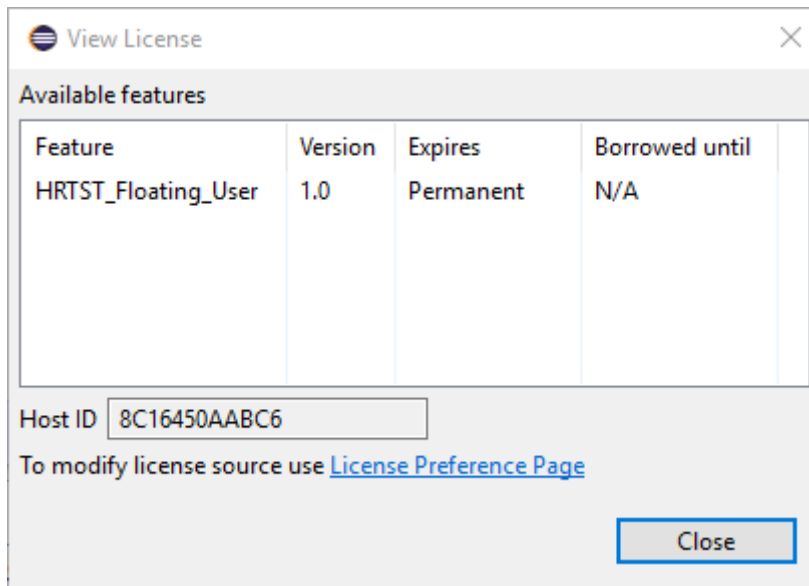 View License
Available features
Feature Version Expires Borrowed until
HRTST_Floating_User 1.0 Permanent N/A
Host ID 8C16450AABC6
To modify license source use License Preference Page
Close